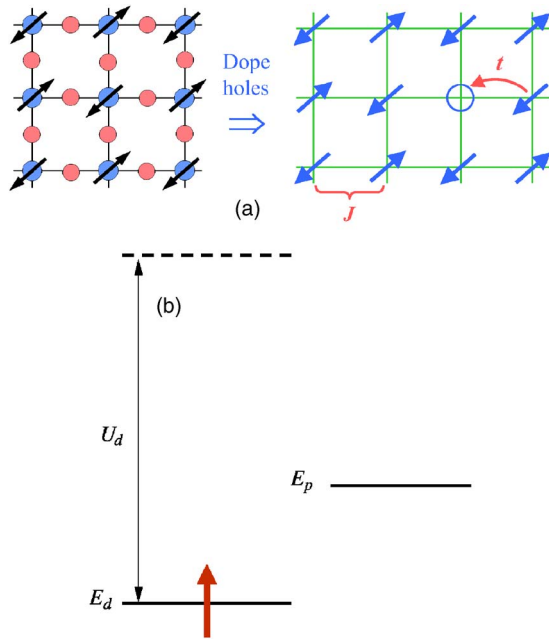 Dope
holes
⇒
t
(a)
J
(b)
U_d
E_p
E_d